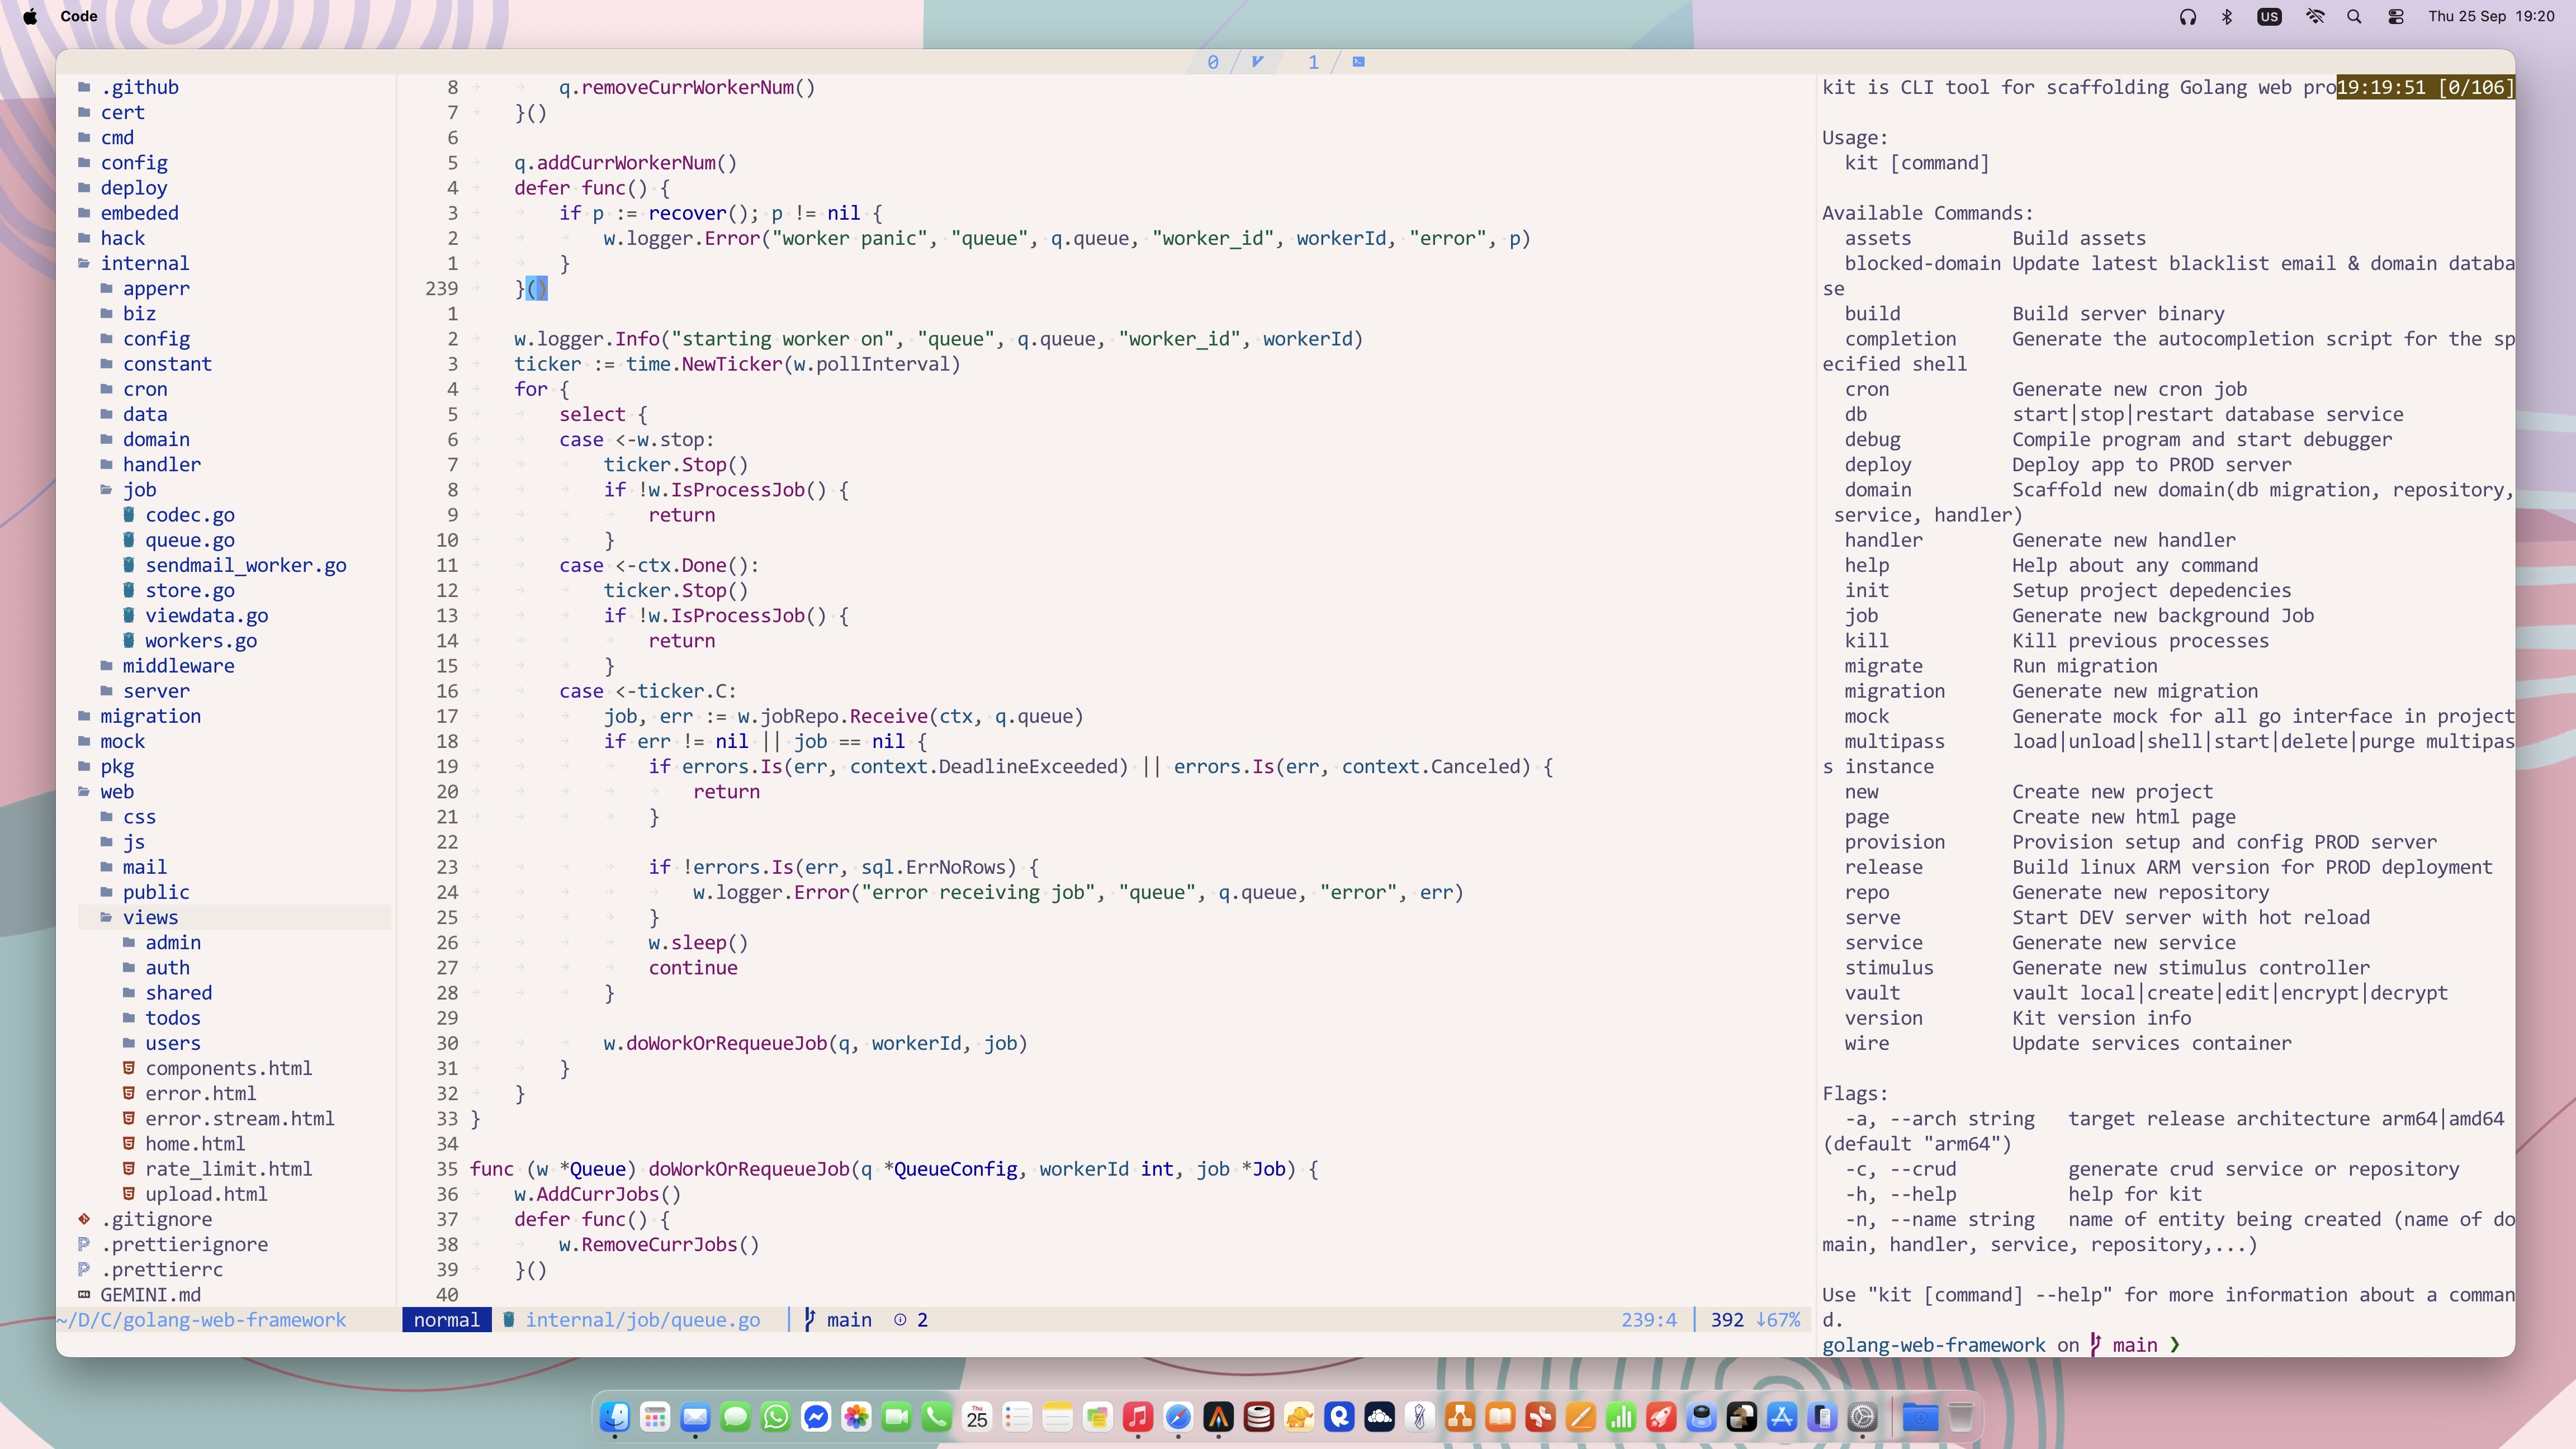 Code
US
Thu 25 Sep 19:20
0
1
.github
cert
cmd
config
deploy
embeded
hack
internal
apperr
biz
config
constant
cron
data
domain
handler
job
codec.go
queue.go
sendmail_worker.go
store.go
viewdata.go
workers.go
middleware
server
migration
mock
pkg
web
css
js
mail
public
views
admin
auth
shared
todos
users
components.html
error.html
error.stream.html
home.html
rate_limit.html
upload.html
.gitignore
.prettierignore
.prettierrc
GEMINI.md
~/D/C/golang-web-framework
8 q.removeCurrWorkerNum()
7 }()
6
5 q.addCurrWorkerNum()
4 defer func() {
3 if p := recover(); p != nil {
2 w.logger.Error("worker panic", "queue", q.queue, "worker_id", workerId, "error", p)
1 }
239 }()
1
2 w.logger.Info("starting worker on", "queue", q.queue, "worker_id", workerId)
3 ticker := time.NewTicker(w.pollInterval)
4 for {
5 select {
6 case <-w.stop:
7 ticker.Stop()
8 if !w.IsProcessJob() {
9 return
10 }
11 case <-ctx.Done():
12 ticker.Stop()
13 if !w.IsProcessJob() {
14 return
15 }
16 case <-ticker.C:
17 job, err := w.jobRepo.Receive(ctx, q.queue)
18 if err != nil || job == nil {
19 if errors.Is(err, context.DeadlineExceeded) || errors.Is(err, context.Canceled) {
20 return
21 }
22
23 if !errors.Is(err, sql.ErrNoRows) {
24 w.logger.Error("error receiving job", "queue", q.queue, "error", err)
25 }
26 w.sleep()
27 continue
28 }
29
30 w.doWorkOrRequeueJob(q, workerId, job)
31 }
32 }
33 }
34
35 func (w *Queue) doWorkOrRequeueJob(q *QueueConfig, workerId int, job *Job) {
36 w.AddCurrJobs()
37 defer func() {
38 w.RemoveCurrJobs()
39 }()
40
normal internal/job/queue.go main 2 239:4 392 ↓67%
kit is CLI tool for scaffolding Golang web pro19:19:51 [0/106]
Usage:
kit [command]
Available Commands:
assets Build assets
blocked-domain Update latest blacklist email & domain databa
se
build Build server binary
completion Generate the autocompletion script for the sp
ecified shell
cron Generate new cron job
db start|stop|restart database service
debug Compile program and start debugger
deploy Deploy app to PROD server
domain Scaffold new domain(db migration, repository,
service, handler)
handler Generate new handler
help Help about any command
init Setup project depedencies
job Generate new background Job
kill Kill previous processes
migrate Run migration
migration Generate new migration
mock Generate mock for all go interface in project
multipass load|unload|shell|start|delete|purge multipas
s instance
new Create new project
page Create new html page
provision Provision setup and config PROD server
release Build linux ARM version for PROD deployment
repo Generate new repository
serve Start DEV server with hot reload
service Generate new service
stimulus Generate new stimulus controller
vault vault local|create|edit|encrypt|decrypt
version Kit version info
wire Update services container
Flags:
-a, --arch string target release architecture arm64|amd64
(default "arm64")
-c, --crud generate crud service or repository
-h, --help help for kit
-n, --name string name of entity being created (name of do
main, handler, service, repository,...)
Use "kit [command] --help" for more information about a comman
d.
golang-web-framework on main ❯
Thu
25